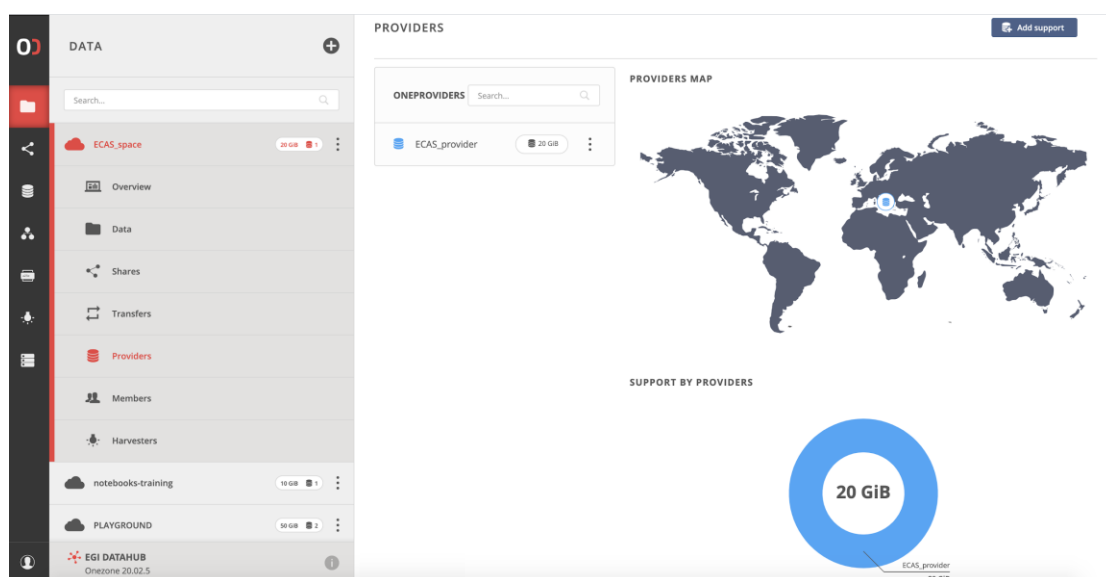 DATA
Search...
ECAS_space 20 GiB 1
Overview
Data
Shares
Transfers
Providers
Members
Harvesters
notebooks-training 10 GiB 1
PLAYGROUND 50 GiB 2
EGI DATAHUB
Onezone 20.02.5
PROVIDERS
Add support
ONEPROVIDERS Search...
ECAS_provider 20 GiB
PROVIDERS MAP
SUPPORT BY PROVIDERS
20 GiB
ECAS_provider